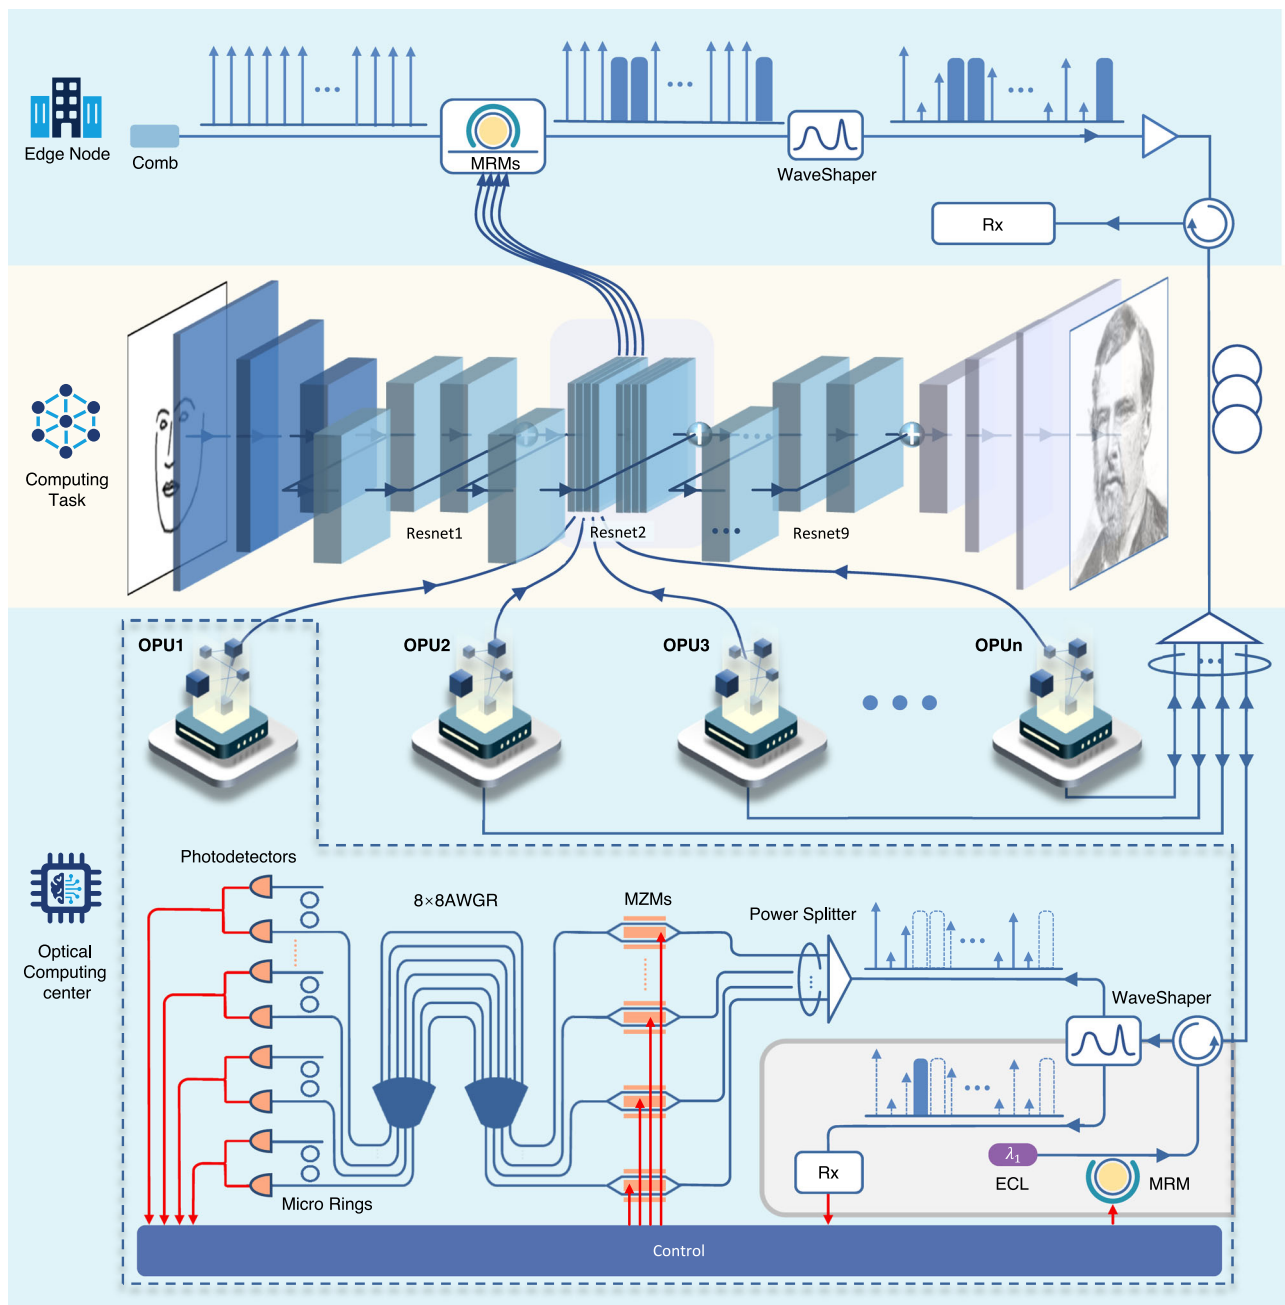 Edge Node
Comb
MRMs
WaveShaper
Rx
Computing
Task
Resnet1
Resnet2
Resnet9
OPU1
OPU2
OPU3
OPUn
Optical
Computing
center
Photodetectors
8×8AWGR
MZMs
Power Splitter
WaveShaper
Micro Rings
Rx
λ1
ECL
MRM
Control